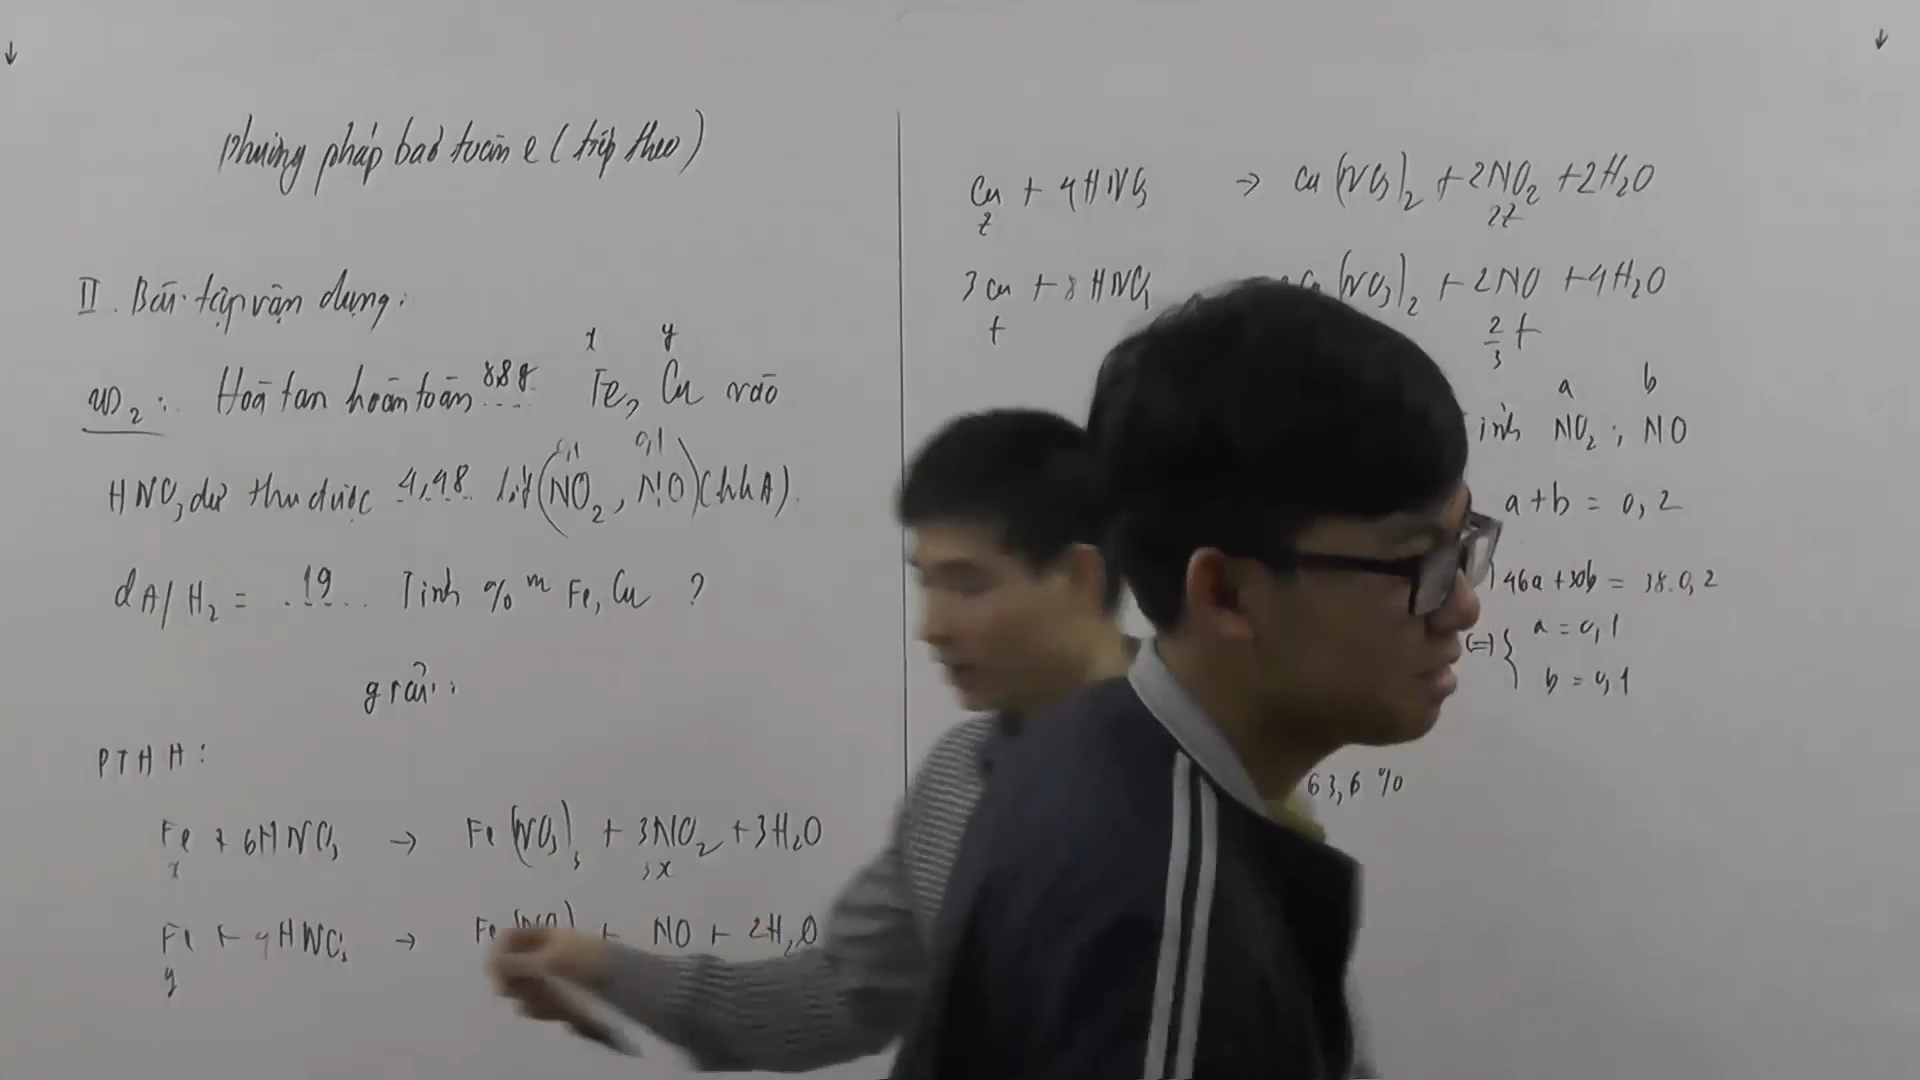 Phương pháp bảo toàn e (tiếp theo)
II. Bài tập vận dụng:
VD2: Hoà tan hoàn toàn 8,8g Fe, Cu vào
x y
HNO3 dư thu được 4,48 lít (NO2, NO) (hhA).
0,1 0,1
dA/H2 = 19 Tính %m Fe, Cu ?
giải:
PTHH:
Fe + 6HNO3 → Fe(NO3)3 + 3NO2 + 3H2O
x 3x
Fe + 4HNO3 → Fe + NO + 2H2O
y
Cu + 4HNO3 → Cu(NO3)2 + 2NO2 + 2H2O
z 2z
3Cu + 8HNO3 (NO3)2 + 2NO + 4H2O
t 2/3 t
a b
NO2; NO
a + b = 0,2
46a + 30b = 38.0,2
(=) { a = 0,1
b = 0,1
63,6 %